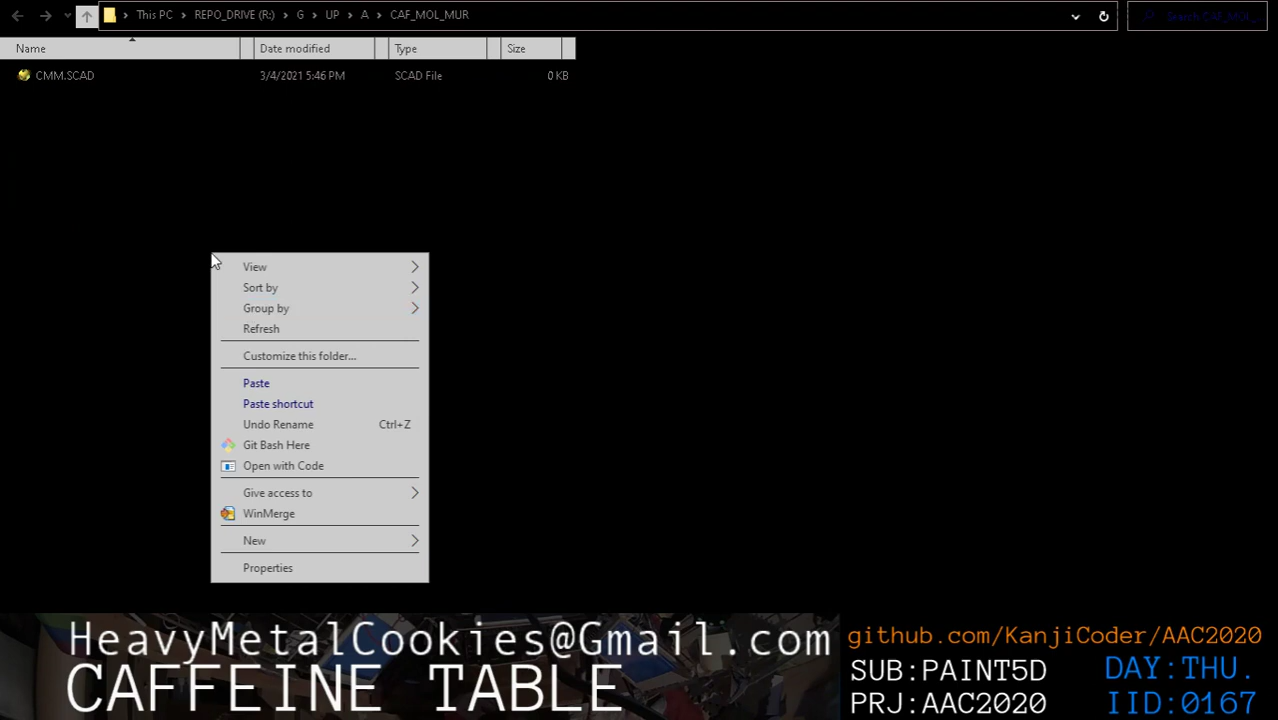 This PC > REPO_DRIVE (R:) > G > UP > A > CAF_MOL_MUR
Search CAF_MOL_...
Name Date modified Type Size
CMM.SCAD 3/4/2021 5:46 PM SCAD File 0 KB
View
Sort by
Group by
Refresh
Customize this folder...
Paste
Paste shortcut
Undo Rename Ctrl+Z
Git Bash Here
Open with Code
Give access to
WinMerge
New
Properties
HeavyMetalCookies@Gmail.com
CAFFEINE TABLE
github.com/KanjiCoder/AAC2020
SUB:PAINT5D DAY:THU.
PRJ:AAC2020 IID:0167